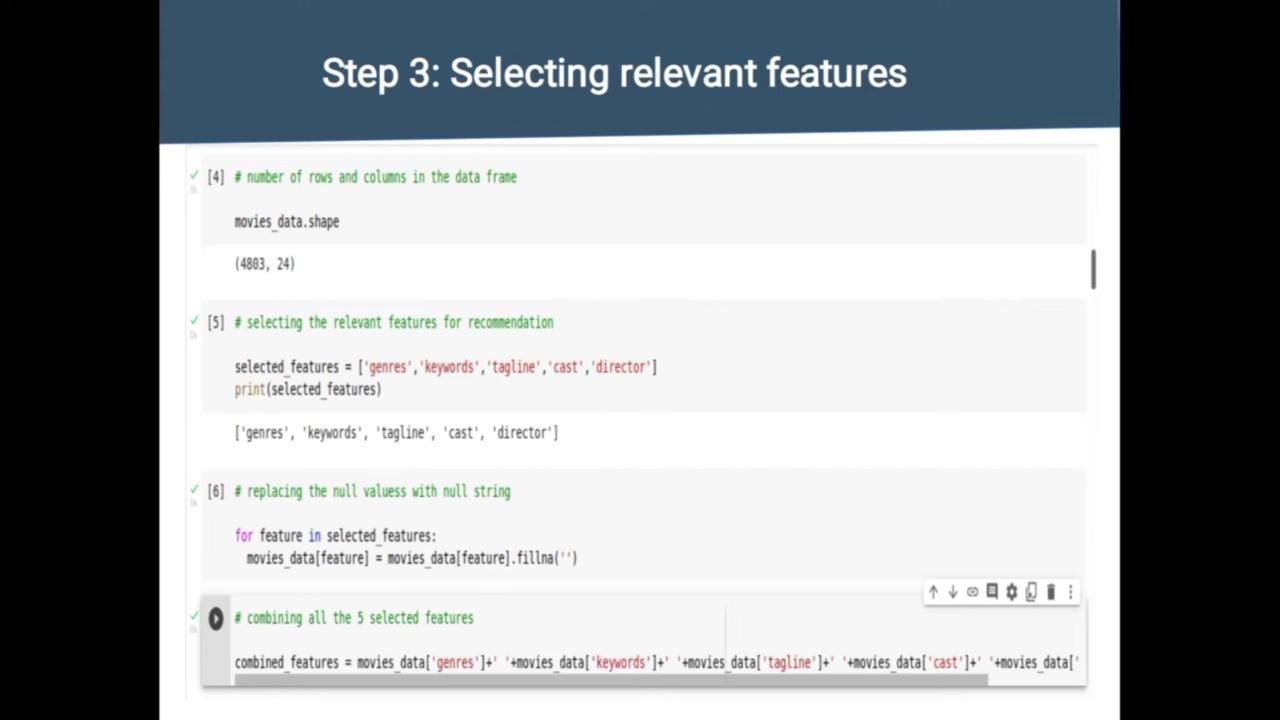 Step 3: Selecting relevant features
[4] # number of rows and columns in the data frame
movies_data.shape
(4803, 24)
[5] # selecting the relevant features for recommendation
selected_features = ['genres','keywords','tagline','cast','director']
print(selected_features)
['genres', 'keywords', 'tagline', 'cast', 'director']
[6] # replacing the null valuess with null string
for feature in selected_features:
movies_data[feature] = movies_data[feature].fillna('')
# combining all the 5 selected features
combined_features = movies_data['genres']+' '+movies_data['keywords']+' '+movies_data['tagline']+' '+movies_data['cast']+' '+movies_data['